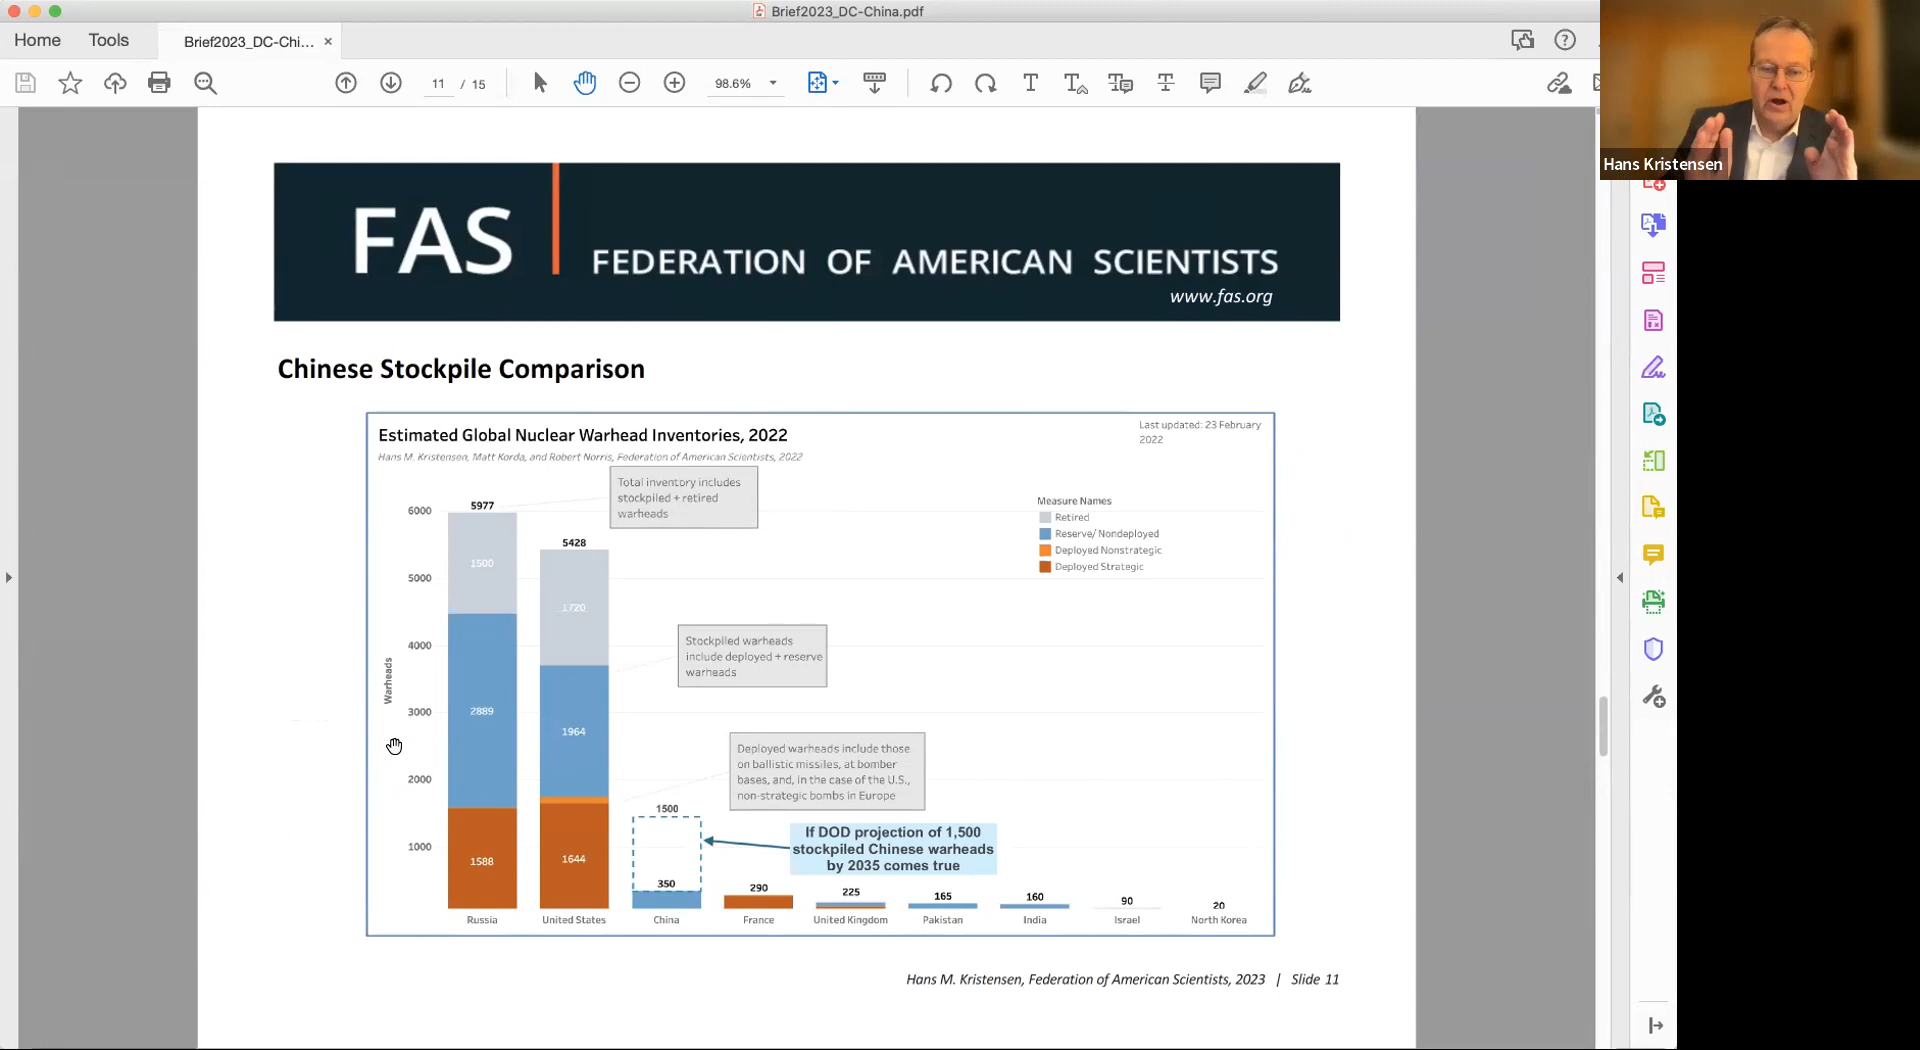 Brief2023_DC-China.pdf
Home
Tools
Brief2023_DC-Chi... ×
11 / 15
98.6%
Hans Kristensen
FAS
FEDERATION OF AMERICAN SCIENTISTS
www.fas.org
Chinese Stockpile Comparison
Estimated Global Nuclear Warhead Inventories, 2022
Hans M. Kristensen, Matt Korda, and Robert Norris, Federation of American Scientists, 2022
Last updated: 23 February
2022
Total inventory includes
stockpiled + retired
warheads
Measure Names
Retired
Reserve/ Nondeployed
Deployed Nonstrategic
Deployed Strategic
Stockpiled warheads
include deployed + reserve
warheads
Deployed warheads include those
on ballistic missiles, at bomber
bases, and, in the case of the U.S.,
non-strategic bombs in Europe
If DOD projection of 1,500
stockpiled Chinese warheads
by 2035 comes true
Warheads
6000
5000
4000
3000
2000
1000
5977
1500
2889
1588
5428
1720
1964
1644
1500
350
290
225
165
160
90
20
Russia
United States
China
France
United Kingdom
Pakistan
India
Israel
North Korea
Hans M. Kristensen, Federation of American Scientists, 2023 | Slide 11